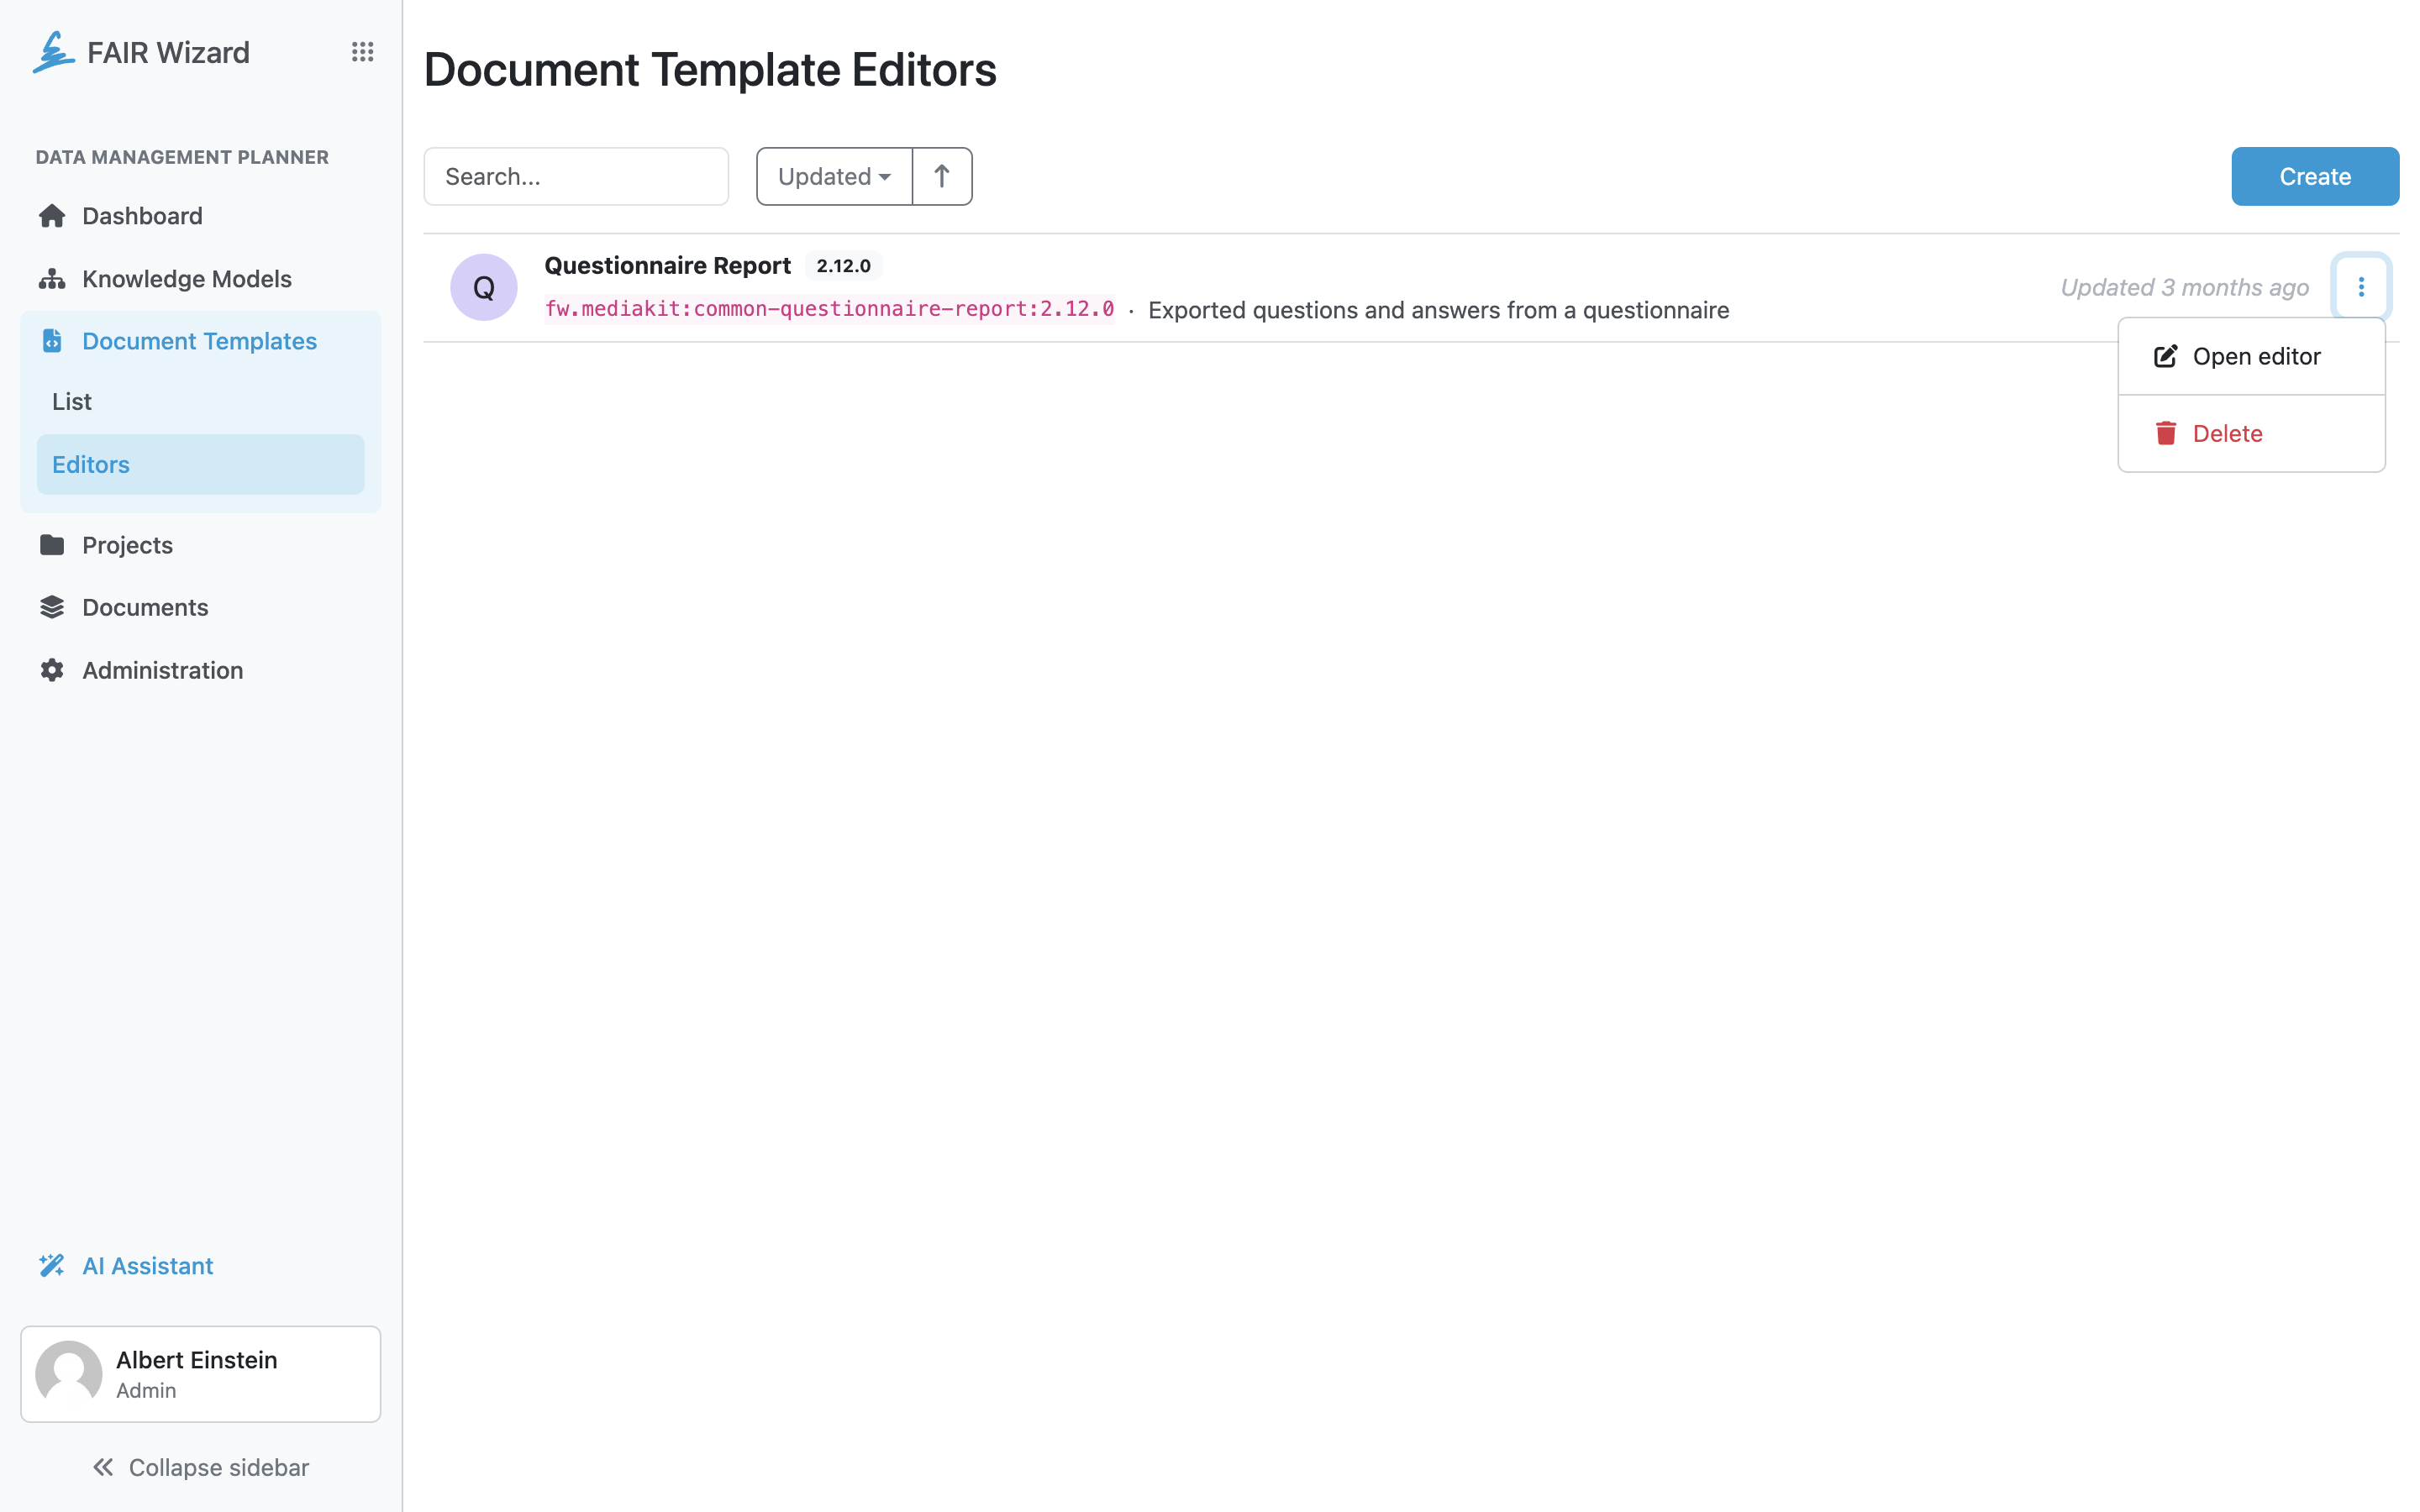 FAIR Wizard
DATA MANAGEMENT PLANNER
Dashboard
Knowledge Models
Document Templates
List
Editors
Projects
Documents
Administration
AI Assistant
Albert Einstein
Admin
Collapse sidebar
Document Template Editors
Search...
Updated
Create
Q
Questionnaire Report 2.12.0
fw.mediakit:common-questionnaire-report:2.12.0 · Exported questions and answers from a questionnaire
Updated 3 months ago
Open editor
Delete